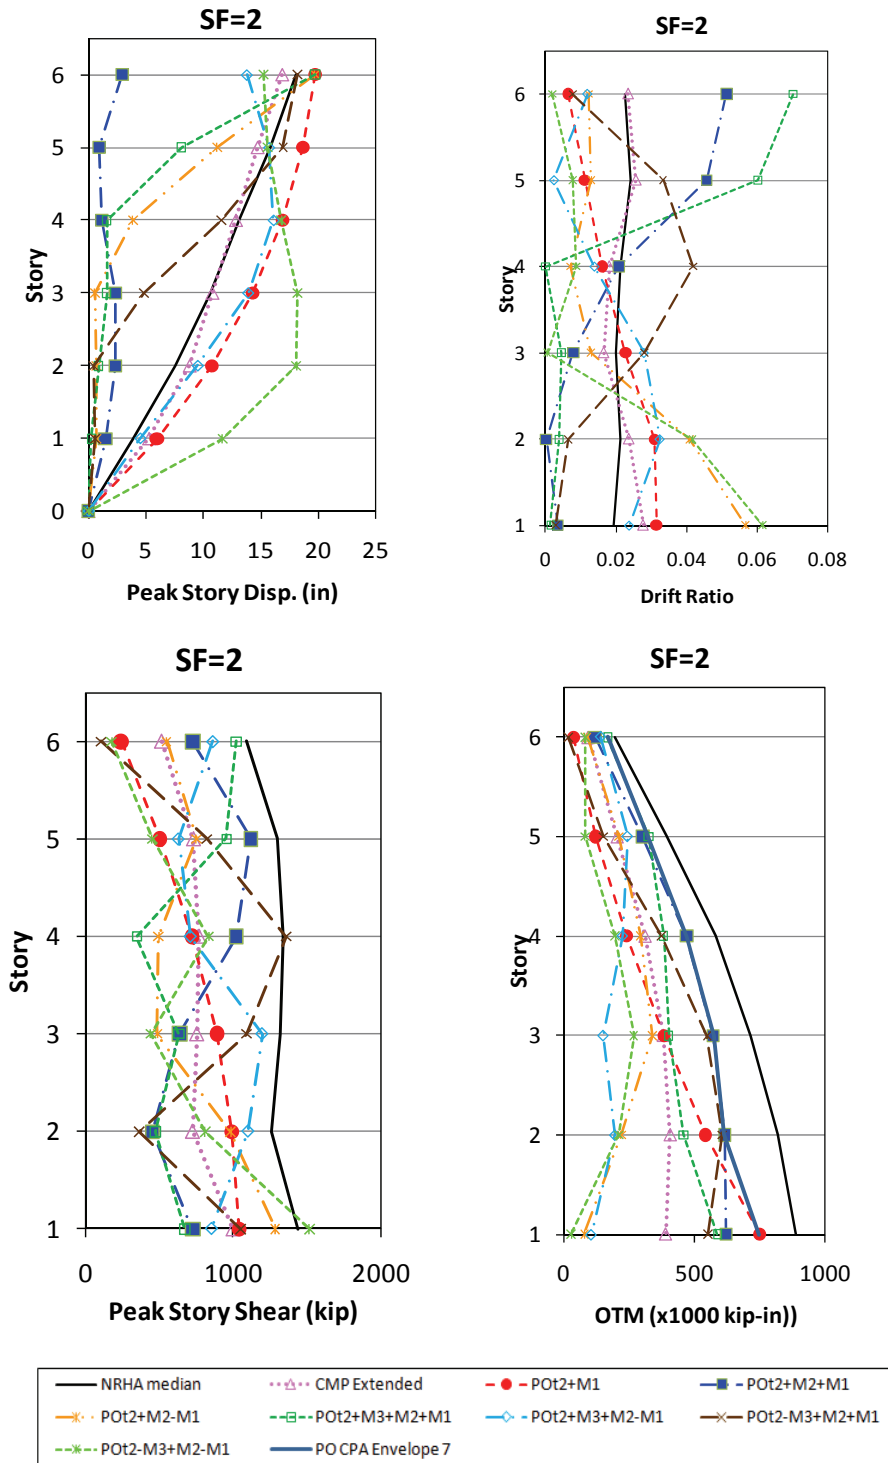 SF=2
6
5
4
3
2
1
0
Story
0 5 10 15 20 25
Peak Story Disp. (in)
SF=2
6
5
4
3
2
1
Story
0 0.02 0.04 0.06 0.08
Drift Ratio
SF=2
6
5
4
3
2
1
Story
0 1000 2000
Peak Story Shear (kip)
SF=2
6
5
4
3
2
1
Story
0 500 1000
OTM (x1000 kip-in))
NRHA median CMP Extended POt2+M1 POt2+M2+M1
POt2+M2-M1 POt2+M3+M2+M1 POt2+M3+M2-M1 POt2-M3+M2+M1
POt2-M3+M2-M1 PO CPA Envelope 7